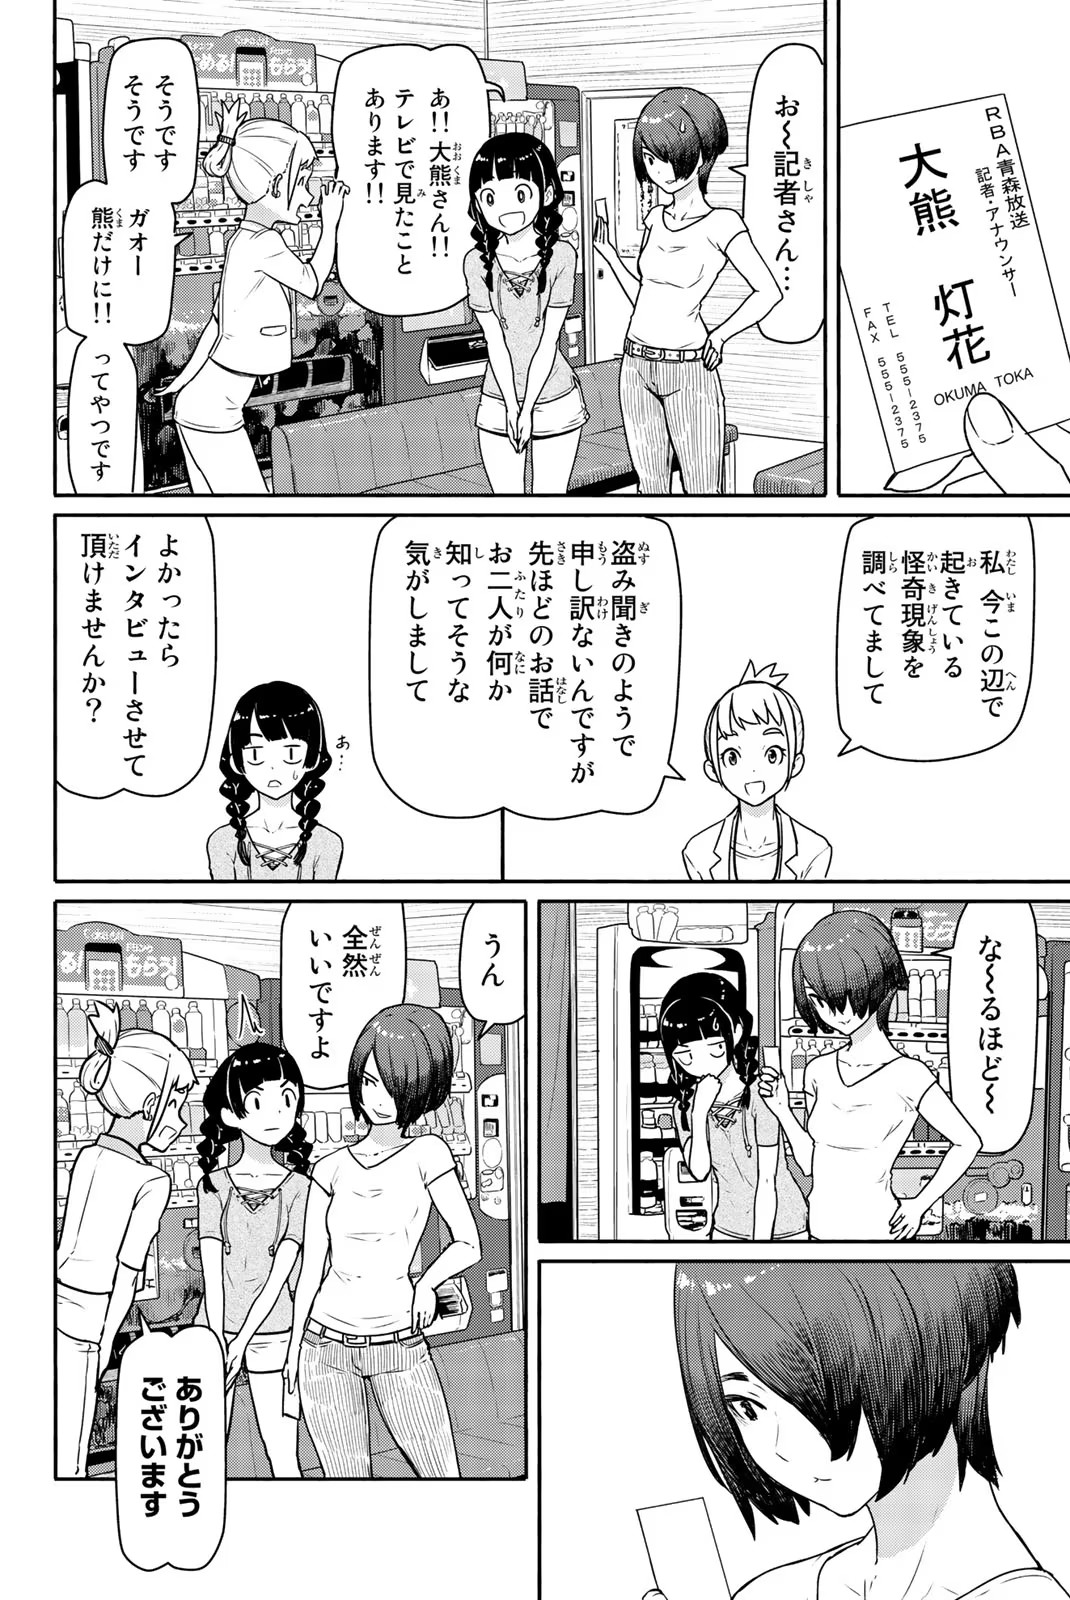 RBA青森放送
記者・アナウンサー
大熊 灯花
OKUMA TOKA
TEL 555-2375
FAX 555-2375
お〜記者さん…
あ!!大熊さん!!
テレビで見たこと
あります!!
そうです
そうです
ガオー
熊だけに!!
ってやつです
私 今この辺で
起きている
怪奇現象を
調べてまして
盗み聞きのようで
申し訳ないんですが
先ほどのお話で
お二人が何か
知ってそうな
気がしまして
あ…
よかったら
インタビューさせて
頂けませんか?
な〜るほど〜
うん
全然
いいですよ
ありがとう
ございます